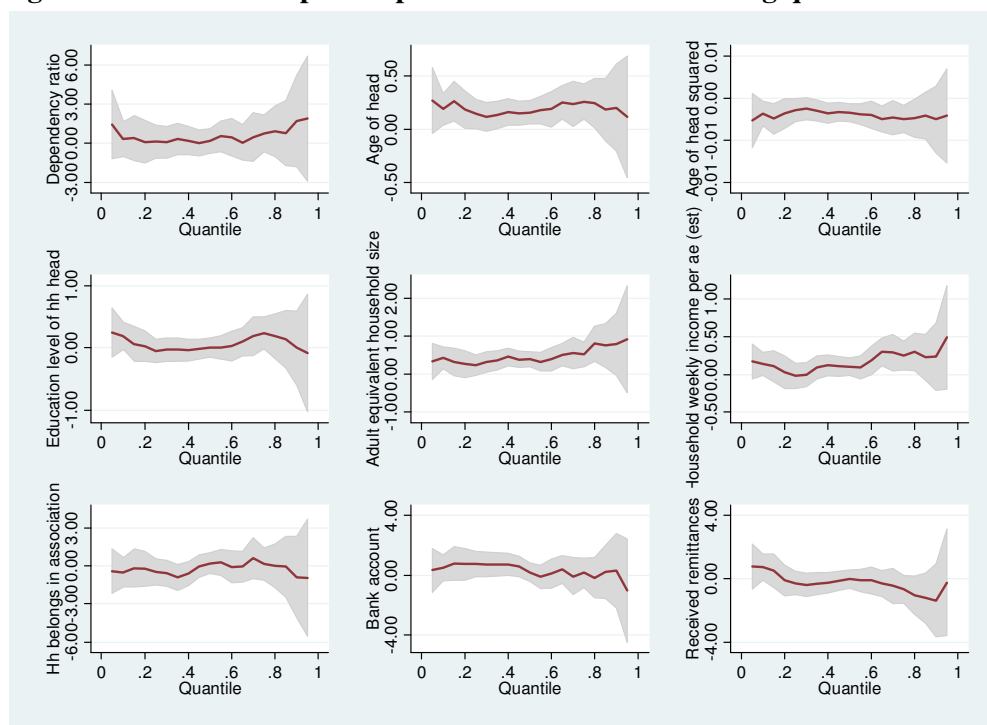 Dependency ratio
-3.00 0.00 3.00 6.00
0 .2 .4 .6 .8 1
Quantile
Age of head
-0.50 0.00 0.50
0 .2 .4 .6 .8 1
Quantile
Age of head squared
-0.01 -0.01 0.00 0.01
0 .2 .4 .6 .8 1
Quantile
Education level of hh head
-1.00 0.00 1.00
0 .2 .4 .6 .8 1
Quantile
Adult equivalent household size
-1.00 0.00 1.00 2.00
0 .2 .4 .6 .8 1
Quantile
Household weekly income per ae (est)
-0.50 0.00 0.50 1.00
0 .2 .4 .6 .8 1
Quantile
Hh belongs in association
-6.00 -3.00 0.00 3.00
0 .2 .4 .6 .8 1
Quantile
Bank account
-4.00 0.00 4.00
0 .2 .4 .6 .8 1
Quantile
Received remittances
-4.00 0.00 4.00
0 .2 .4 .6 .8 1
Quantile